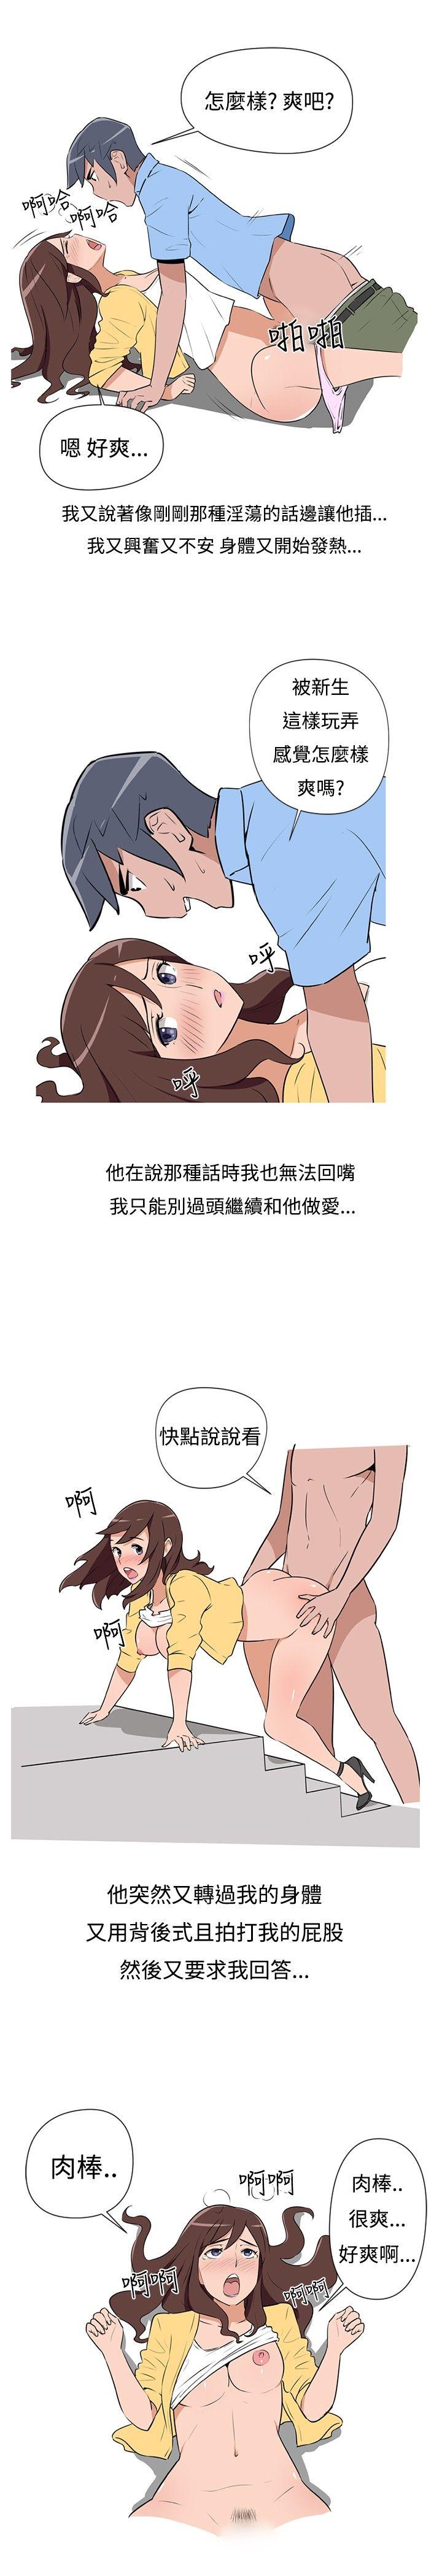 怎麼樣? 爽吧?
啊哈
啊哈
啪啪
嗯 好爽...
我又說著像剛剛那種淫蕩的話邊讓他插...
我又興奮又不安 身體又開始發熱...
被新生
這樣玩弄
感覺怎麼樣
爽嗎?
呼
呼
他在說那種話時我也無法回嘴
我只能別過頭繼續和他做愛...
快點說說看
啊
啊
他突然又轉過我的身體
又用背後式且拍打我的屁股
然後又要求我回答...
肉棒..
啊啊
肉棒..
很爽...
好爽啊...
啊啊
啊啊